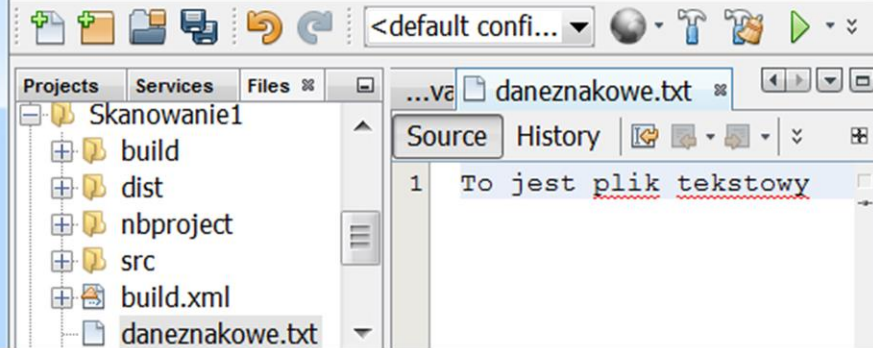 <default confi...
Projects Services Files
Skanowanie1
build
dist
nbproject
src
build.xml
daneznakowe.txt
...va daneznakowe.txt
Source History
1 To jest plik tekstowy